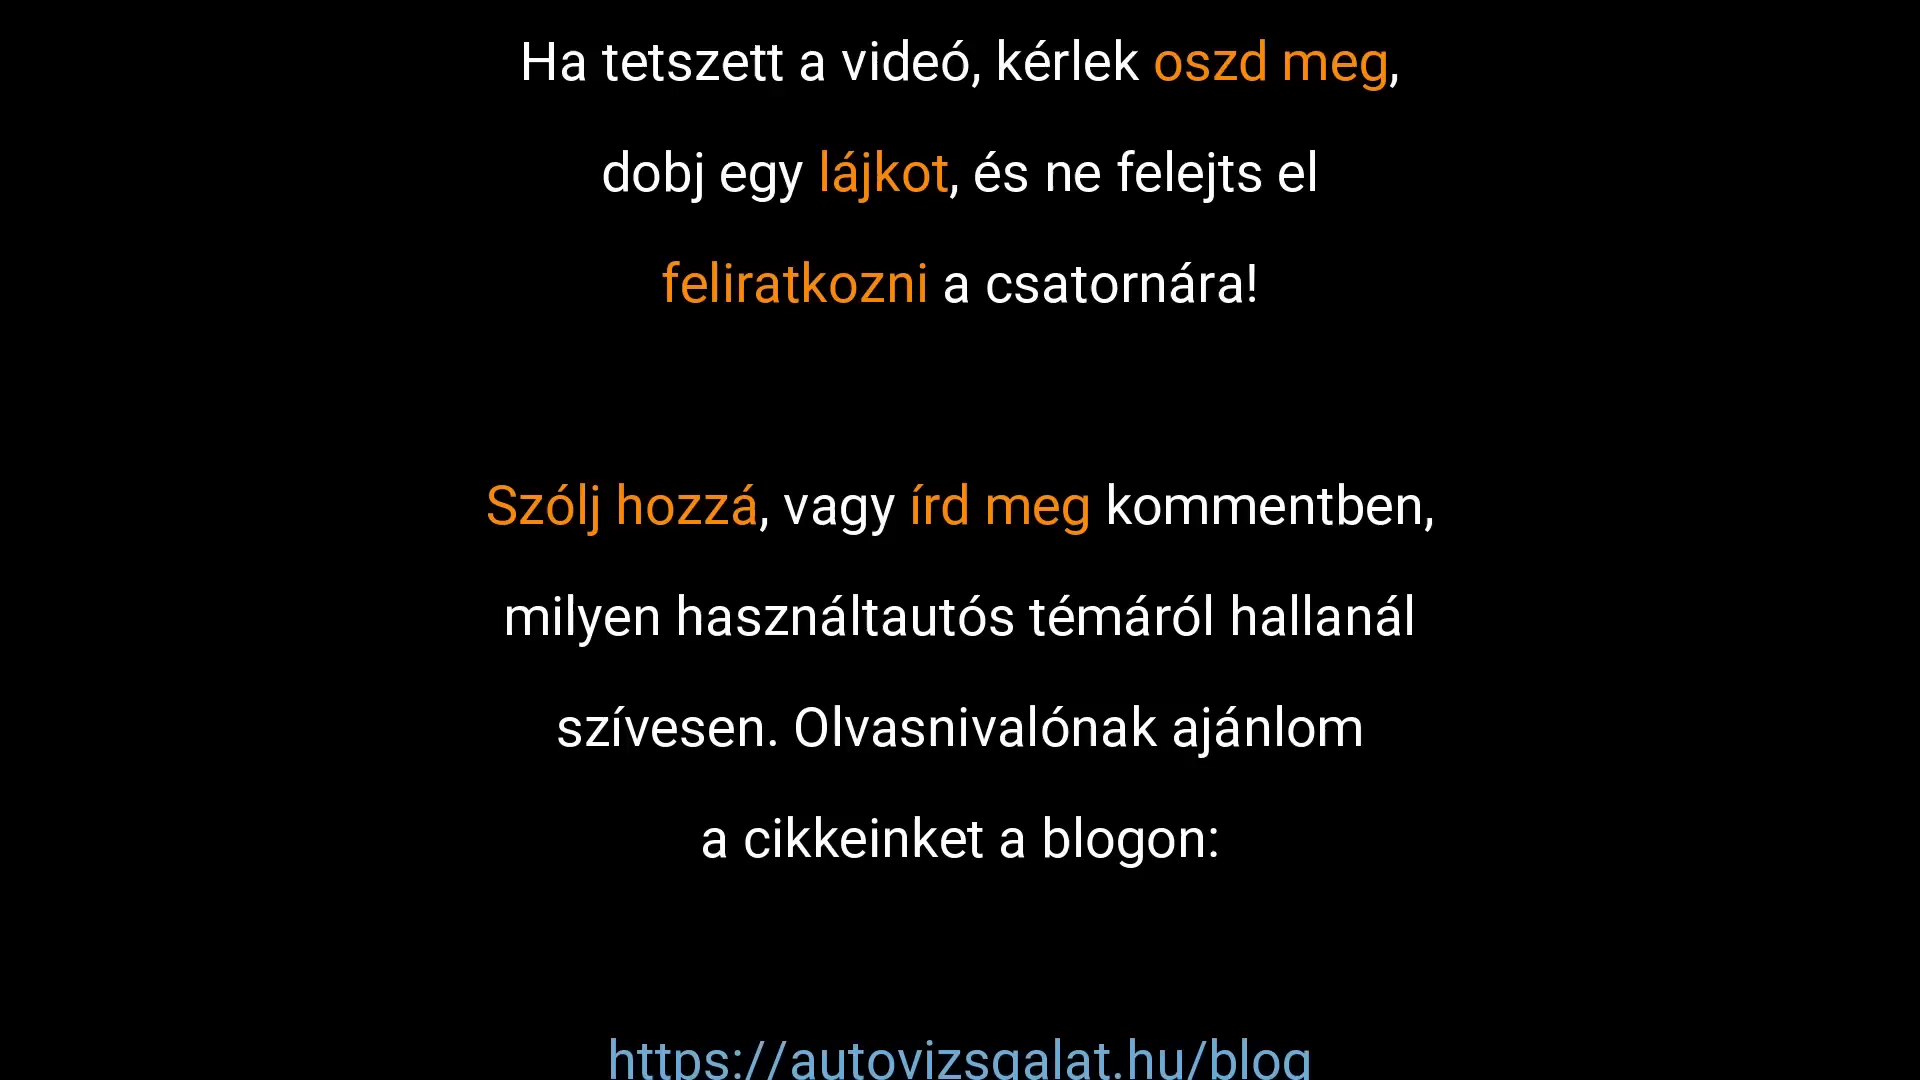 Ha tetszett a videó, kérlek oszd meg,
dobj egy lájkot, és ne felejts el
feliratkozni a csatornára!
Szólj hozzá, vagy írd meg kommentben,
milyen használtautós témáról hallanál
szívesen. Olvasnivalónak ajánlom
a cikkeinket a blogon:
https://autovizsgalat.hu/blog